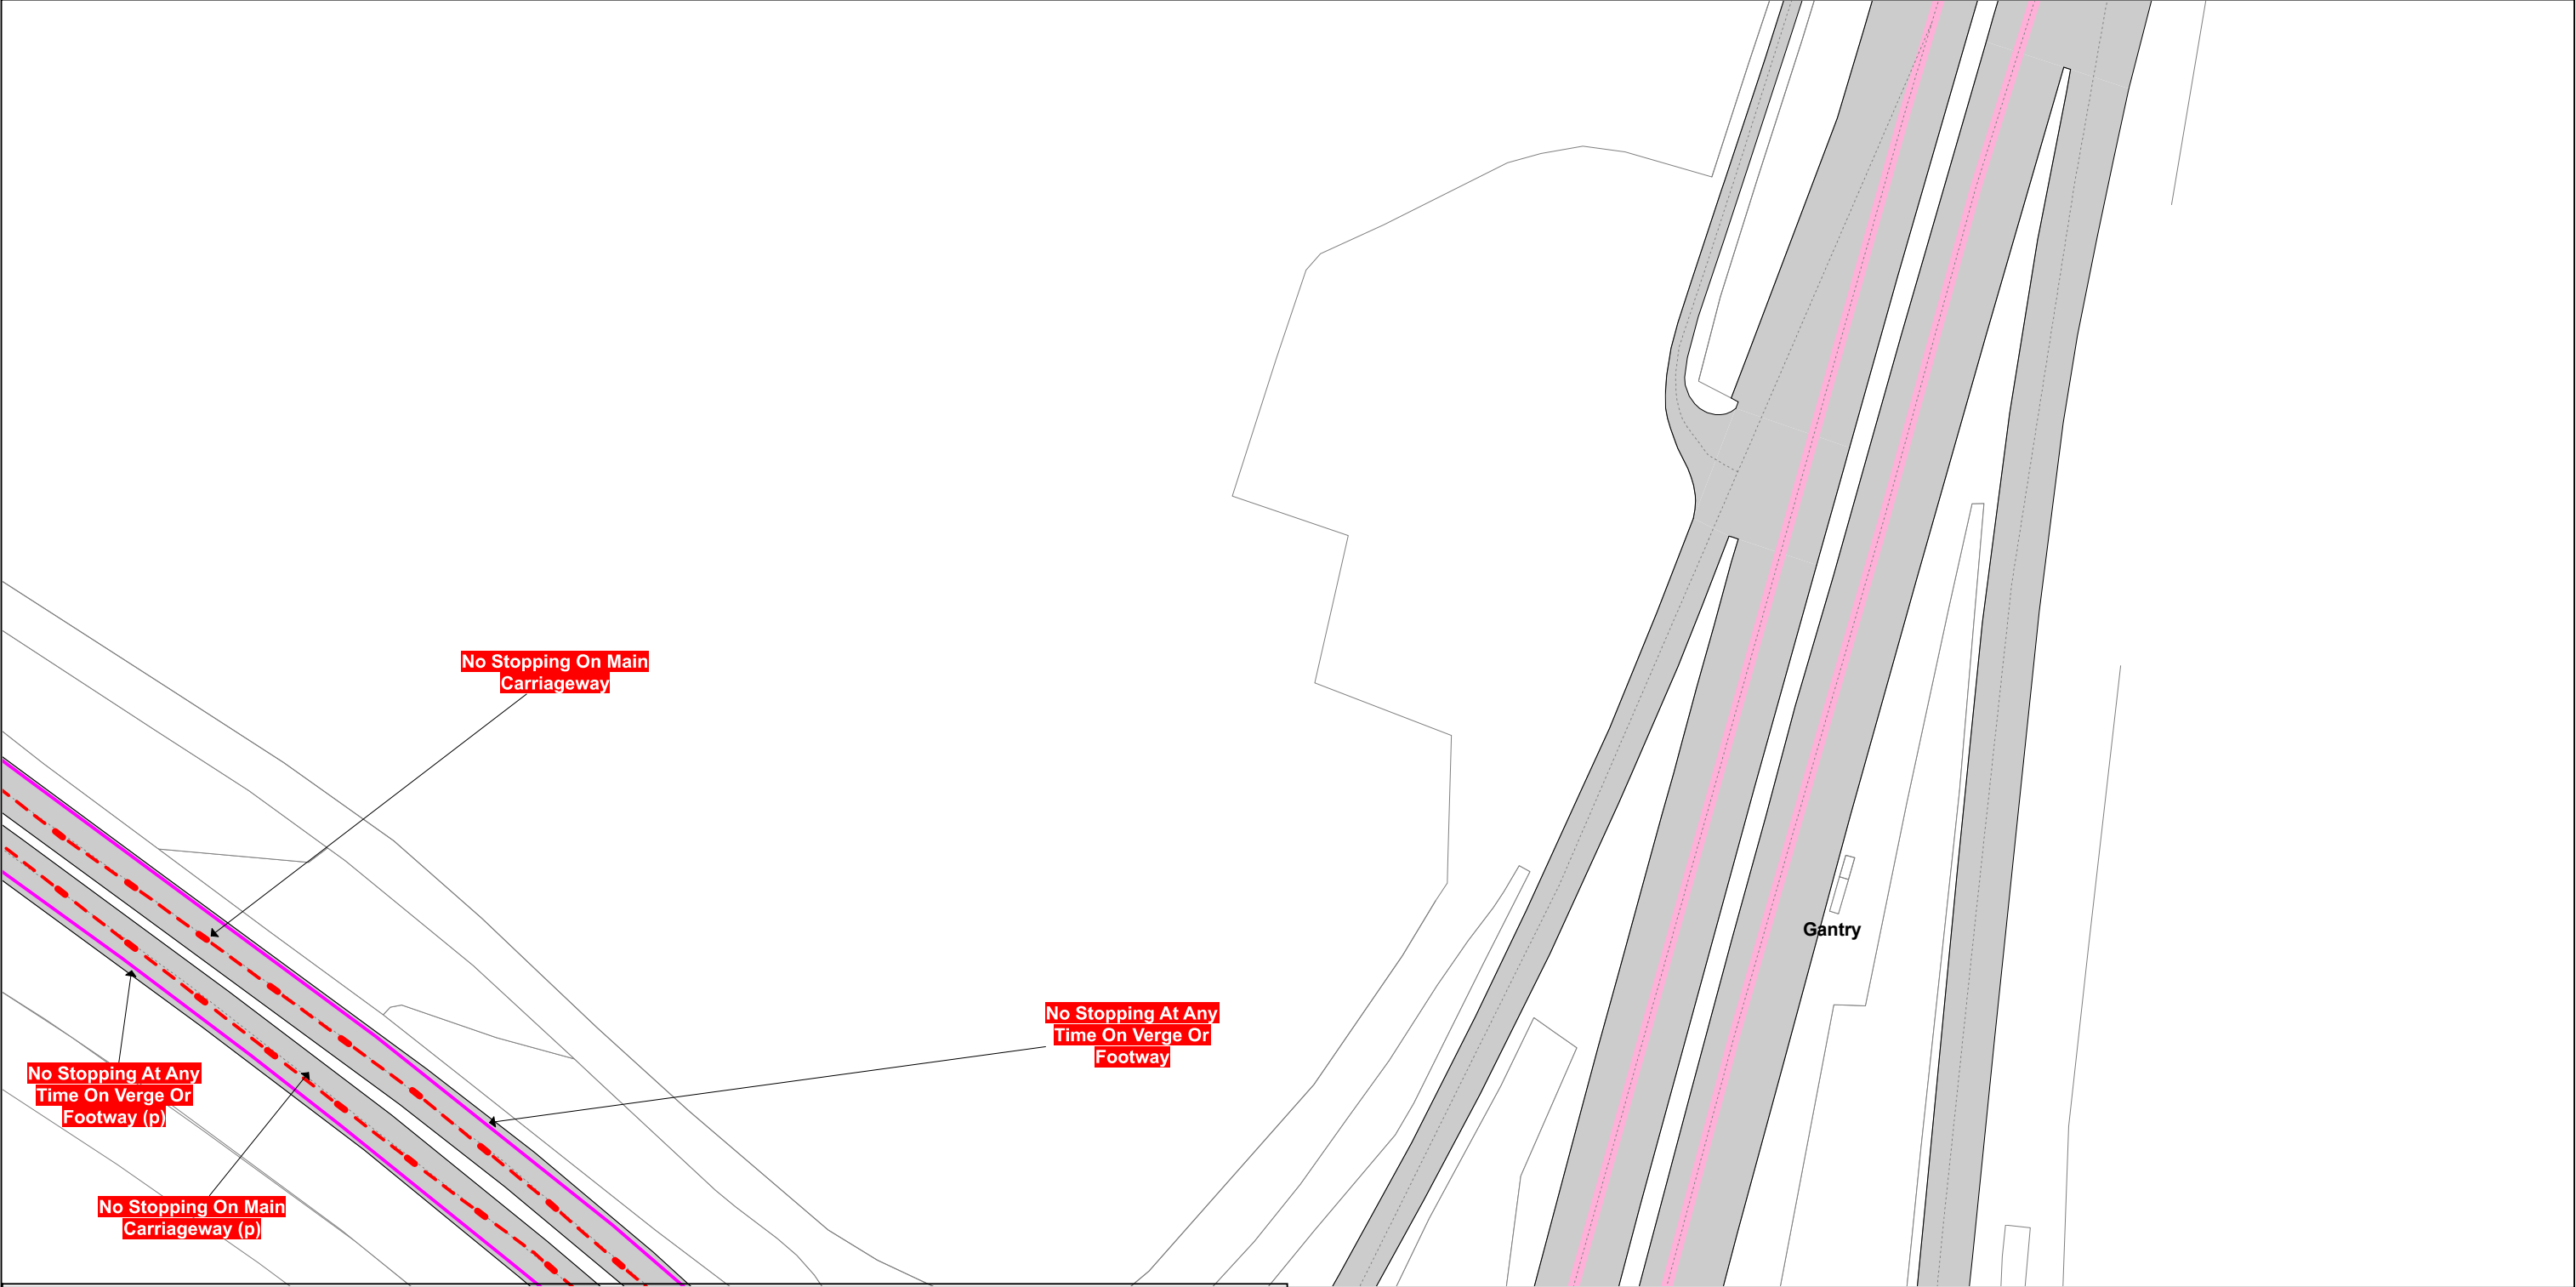 No Stopping On Main
Carriageway
Gantry
No Stopping At Any
Time On Verge Or
Footway
No Stopping At Any
Time On Verge Or
Footway (p)
No Stopping On Main
Carriageway (p)